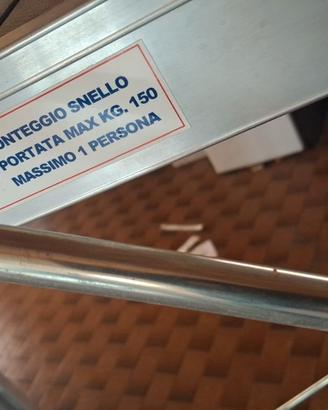 ONTEGGIO SNELLO
PORTATA MAX KG. 150
MASSIMO 1 PERSONA